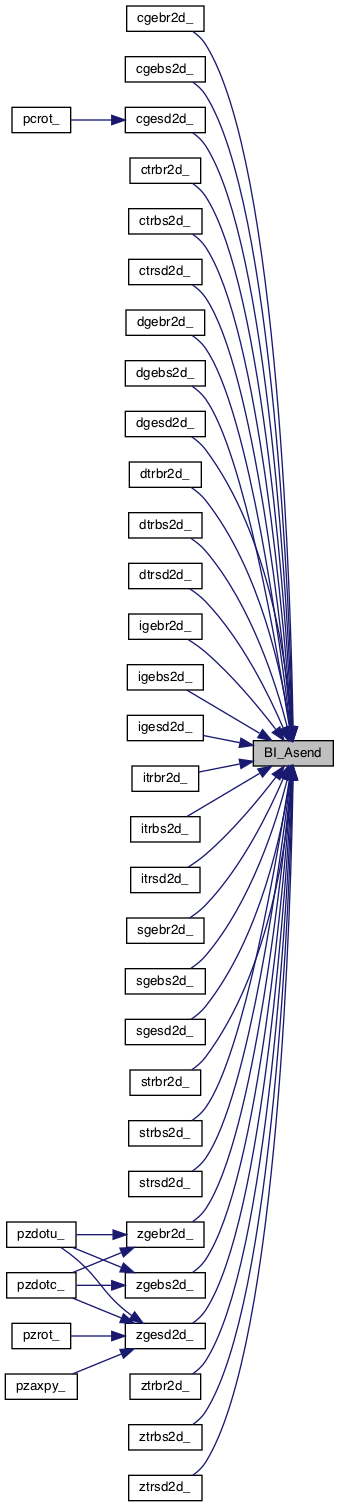 cgebr2d_
cgebs2d_
pcrot_
cgesd2d_
ctrbr2d_
ctrbs2d_
ctrsd2d_
dgebr2d_
dgebs2d_
dgesd2d_
dtrbr2d_
dtrbs2d_
dtrsd2d_
igebr2d_
igebs2d_
igesd2d_
BI_Asend
itrbr2d_
itrbs2d_
itrsd2d_
sgebr2d_
sgebs2d_
sgesd2d_
strbr2d_
strbs2d_
strsd2d_
pzdotu_
zgebr2d_
pzdotc_
zgebs2d_
pzrot_
zgesd2d_
pzaxpy_
ztrbr2d_
ztrbs2d_
ztrsd2d_